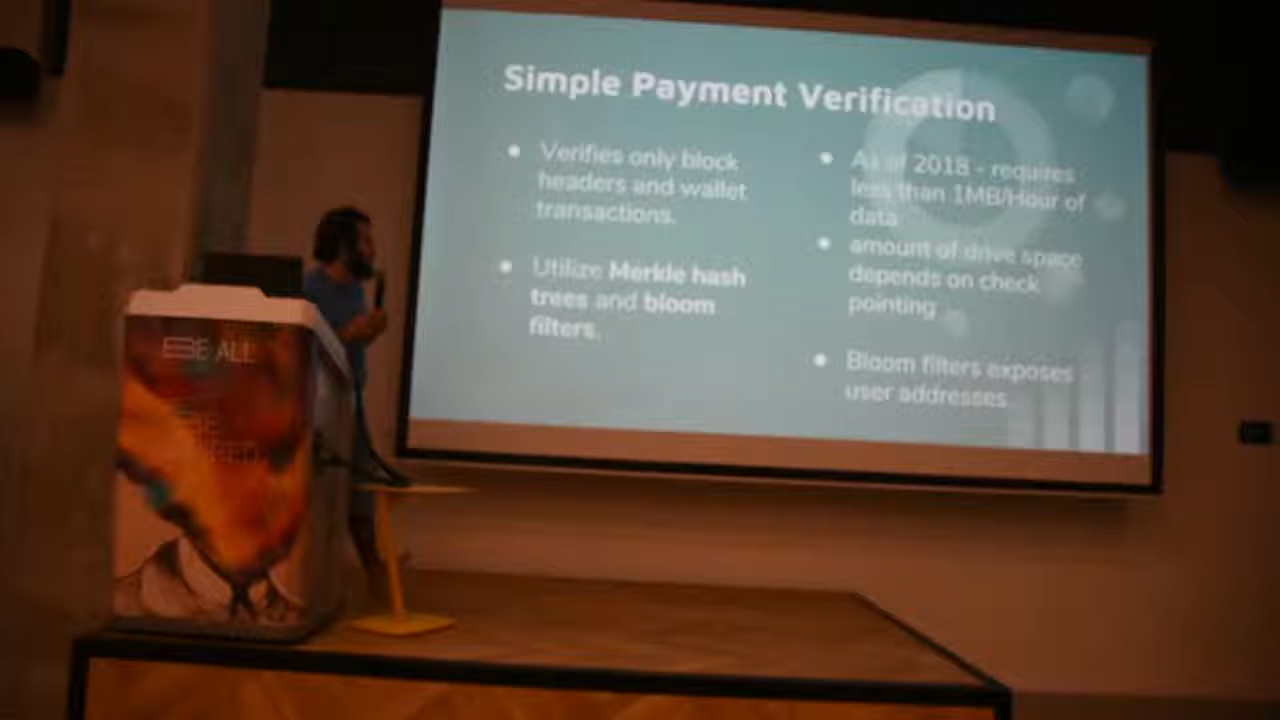 Simple Payment Verification
Verifies only block
headers and wallet
transactions.
Utilize Merkle hash
trees and bloom
filters.
As of 2018 - requires
less than 1MB/Hour of
data
amount of drive space
depends on check
pointing
Bloom filters exposes
user addresses.
BE ALL